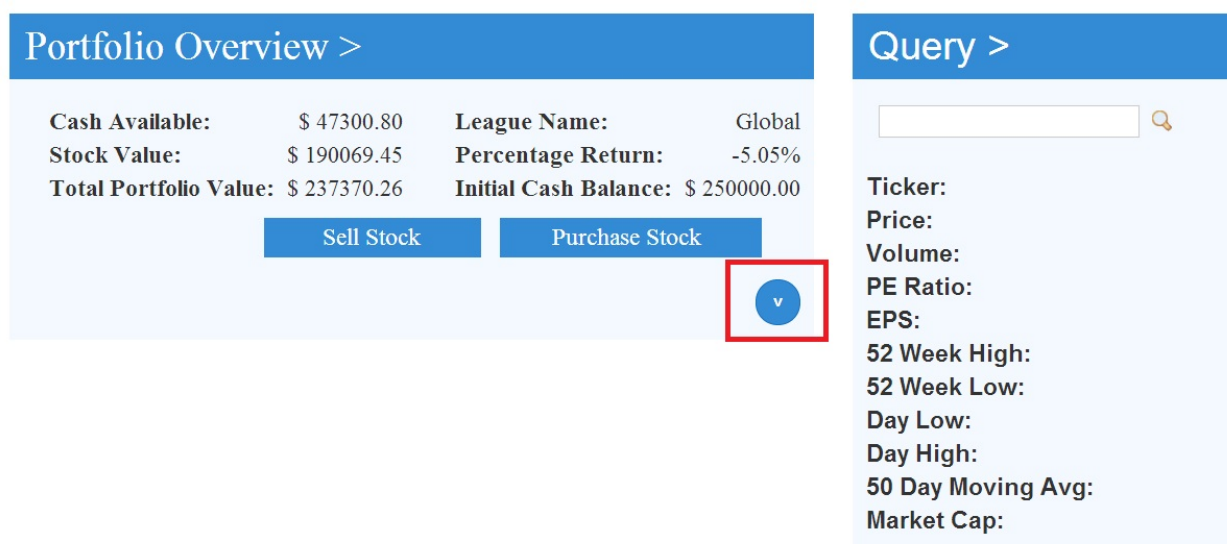 Portfolio Overview >
Cash Available: $ 47300.80 League Name: Global
Stock Value: $ 190069.45 Percentage Return: -5.05%
Total Portfolio Value: $ 237370.26 Initial Cash Balance: $ 250000.00
Sell Stock Purchase Stock
v
Query >
Ticker:
Price:
Volume:
PE Ratio:
EPS:
52 Week High:
52 Week Low:
Day Low:
Day High:
50 Day Moving Avg:
Market Cap: